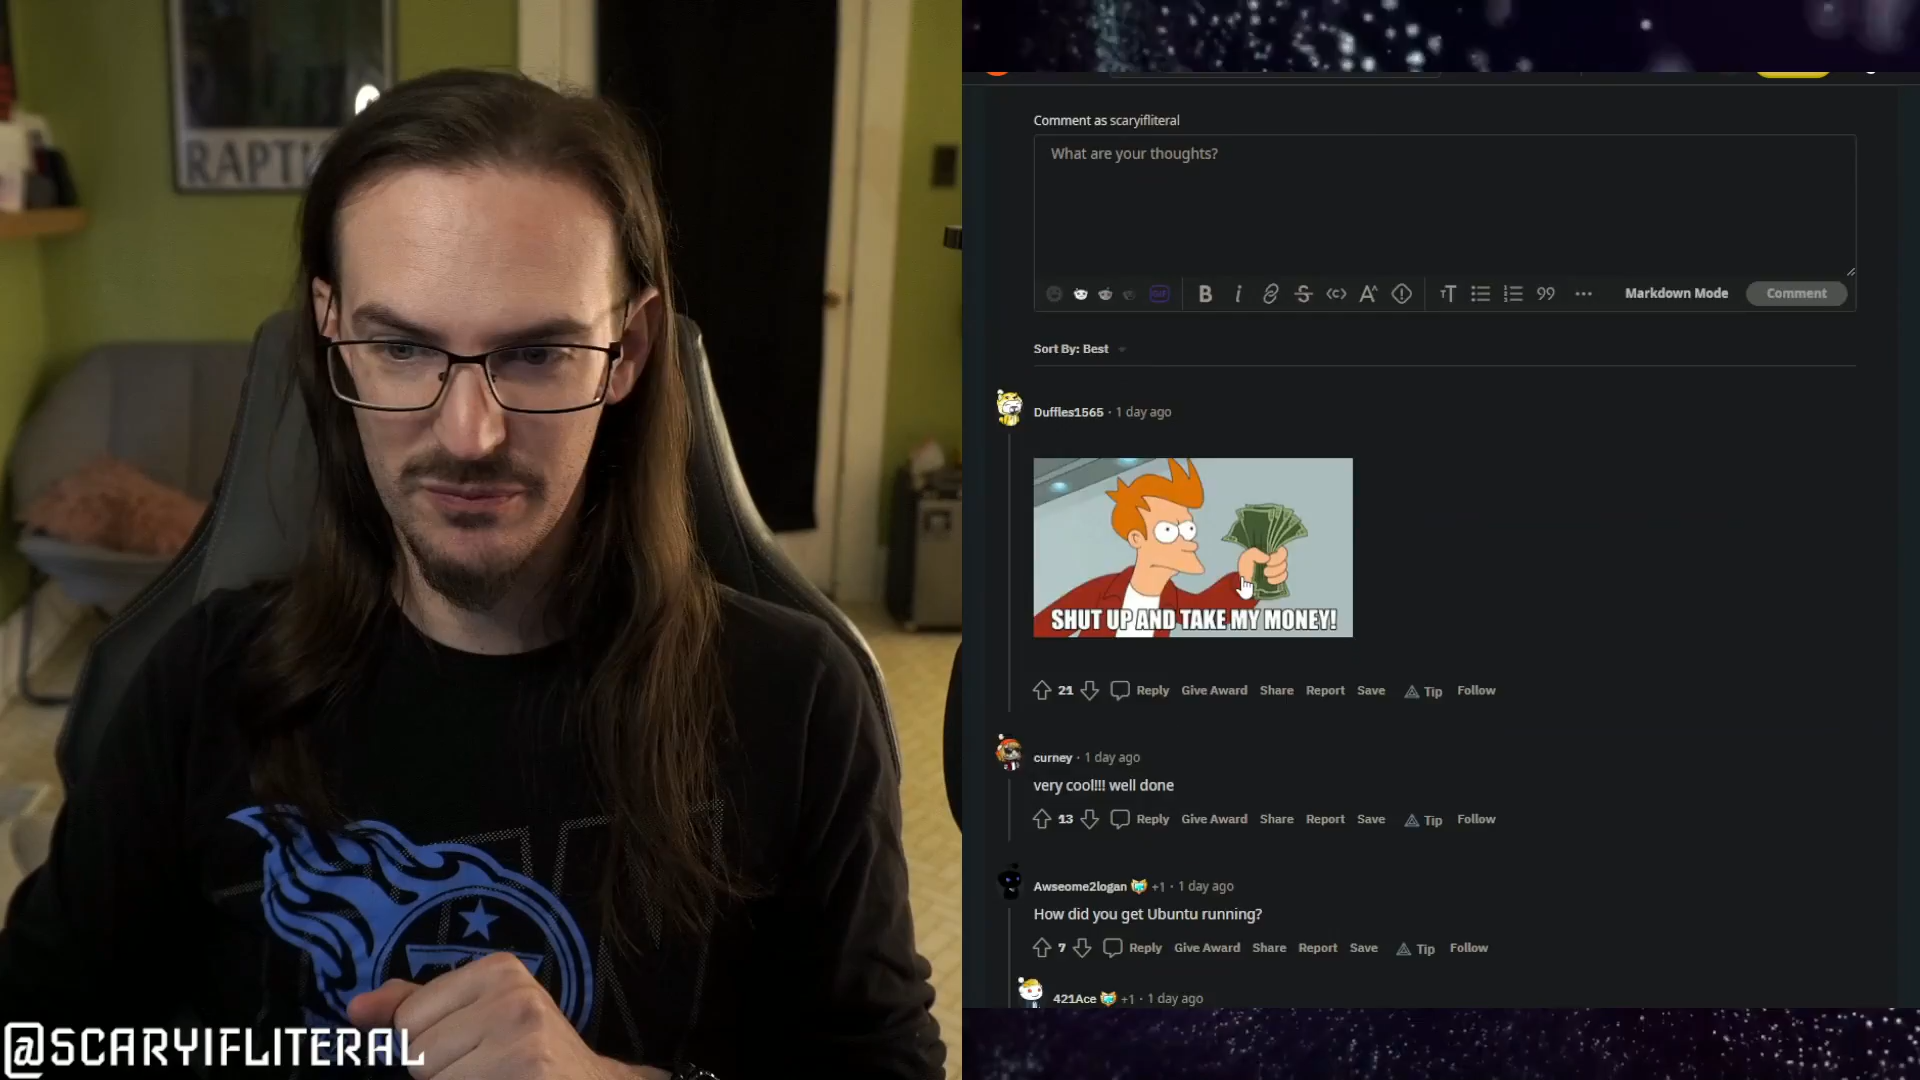 RAPT
Comment as scaryifliteral
What are your thoughts?
GIF
B i S <c> A T 99 ••• Markdown Mode Comment
Sort By: Best
Duffles1565 · 1 day ago
SHUT UP AND TAKE MY MONEY!
21 Reply Give Award Share Report Save Tip Follow
curney · 1 day ago
very cool!!! well done
13 Reply Give Award Share Report Save Tip Follow
Awseome2logan +1 · 1 day ago
How did you get Ubuntu running?
7 Reply Give Award Share Report Save Tip Follow
421Ace +1 · 1 day ago
@SCARYIFLITERAL